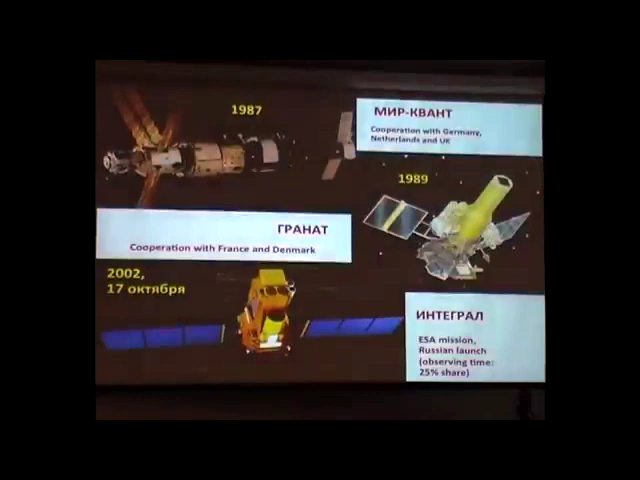 1987
МИР-КВАНТ
Cooperation with Germany,
Netherlands and UK
1989
ГРАНАТ
Cooperation with France and Denmark
2002,
17 октября
ИНТЕГРАЛ
ESA mission,
Russian launch
(observing time:
25% share)